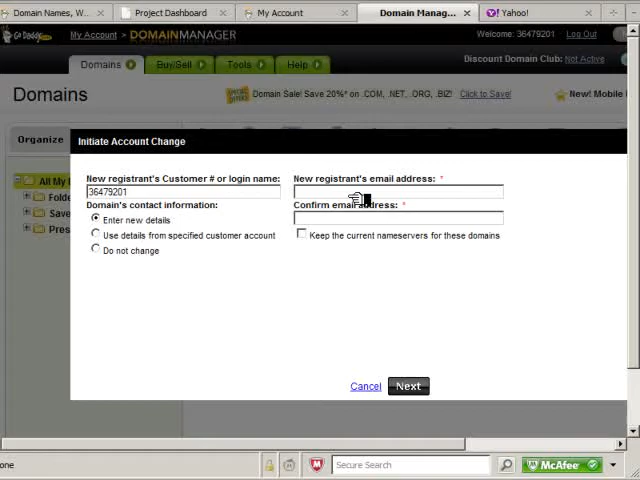 Domain Names, W...
Project Dashboard
My Account
Domain Manag...
Y! Yahoo!
Go Daddy
My Account
DOMAINMANAGER
Welcome: 36479201
Log Out
Domains
Buy/Sell
Tools
Help
Discount Domain Club: Not Active
Domains
SPECIAL OFFERS
Domain Sale! Save 20%* on .COM, .NET, .ORG, .BIZ!
Click to Save!
New! Mobile
Organize
Initiate Account Change
All My
Folde
Save
Pres
New registrant's Customer # or login name:
New registrant's email address: *
36479201
Domain's contact information:
Confirm email address: *
Enter new details
Use details from specified customer account
Keep the current nameservers for these domains
Do not change
Cancel
Next
one
Secure Search
McAfee